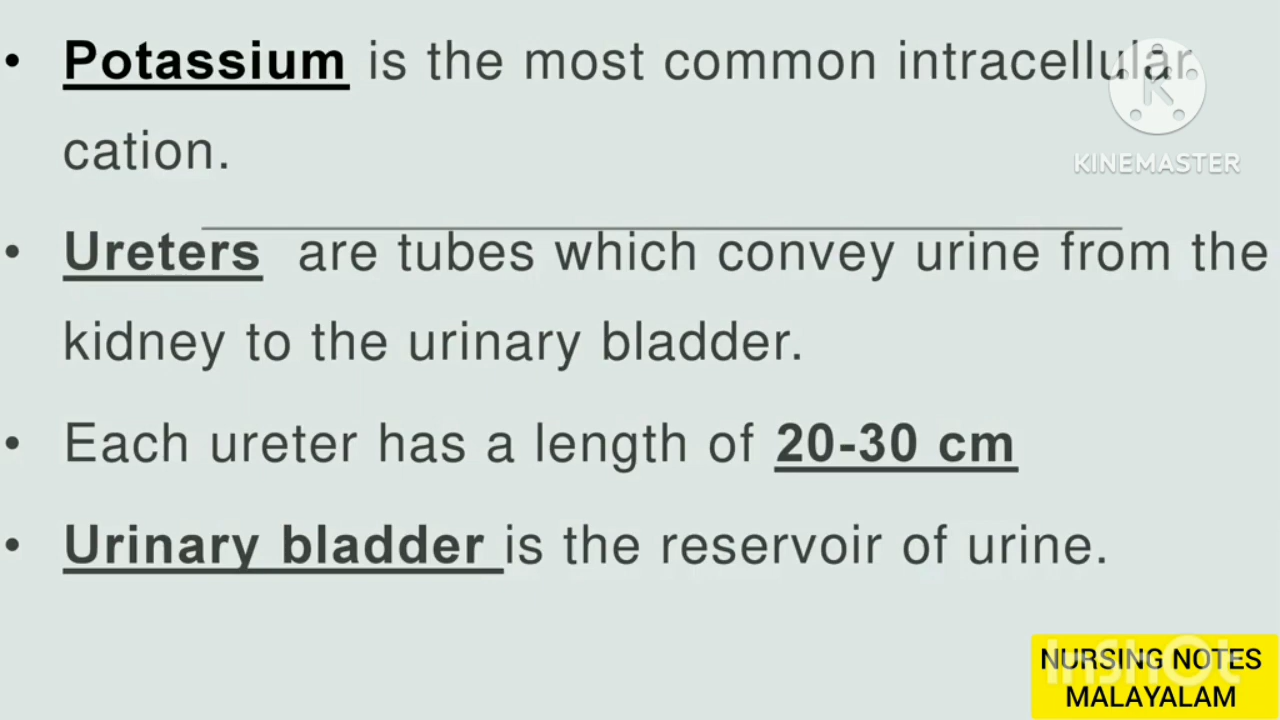 • Potassium is the most common intracellular
KINEMASTER
cation.
• Ureters are tubes which convey urine from the
kidney to the urinary bladder.
• Each ureter has a length of 20-30 cm
• Urinary bladder is the reservoir of urine.
InShOt
NURSING NOTES
MALAYALAM